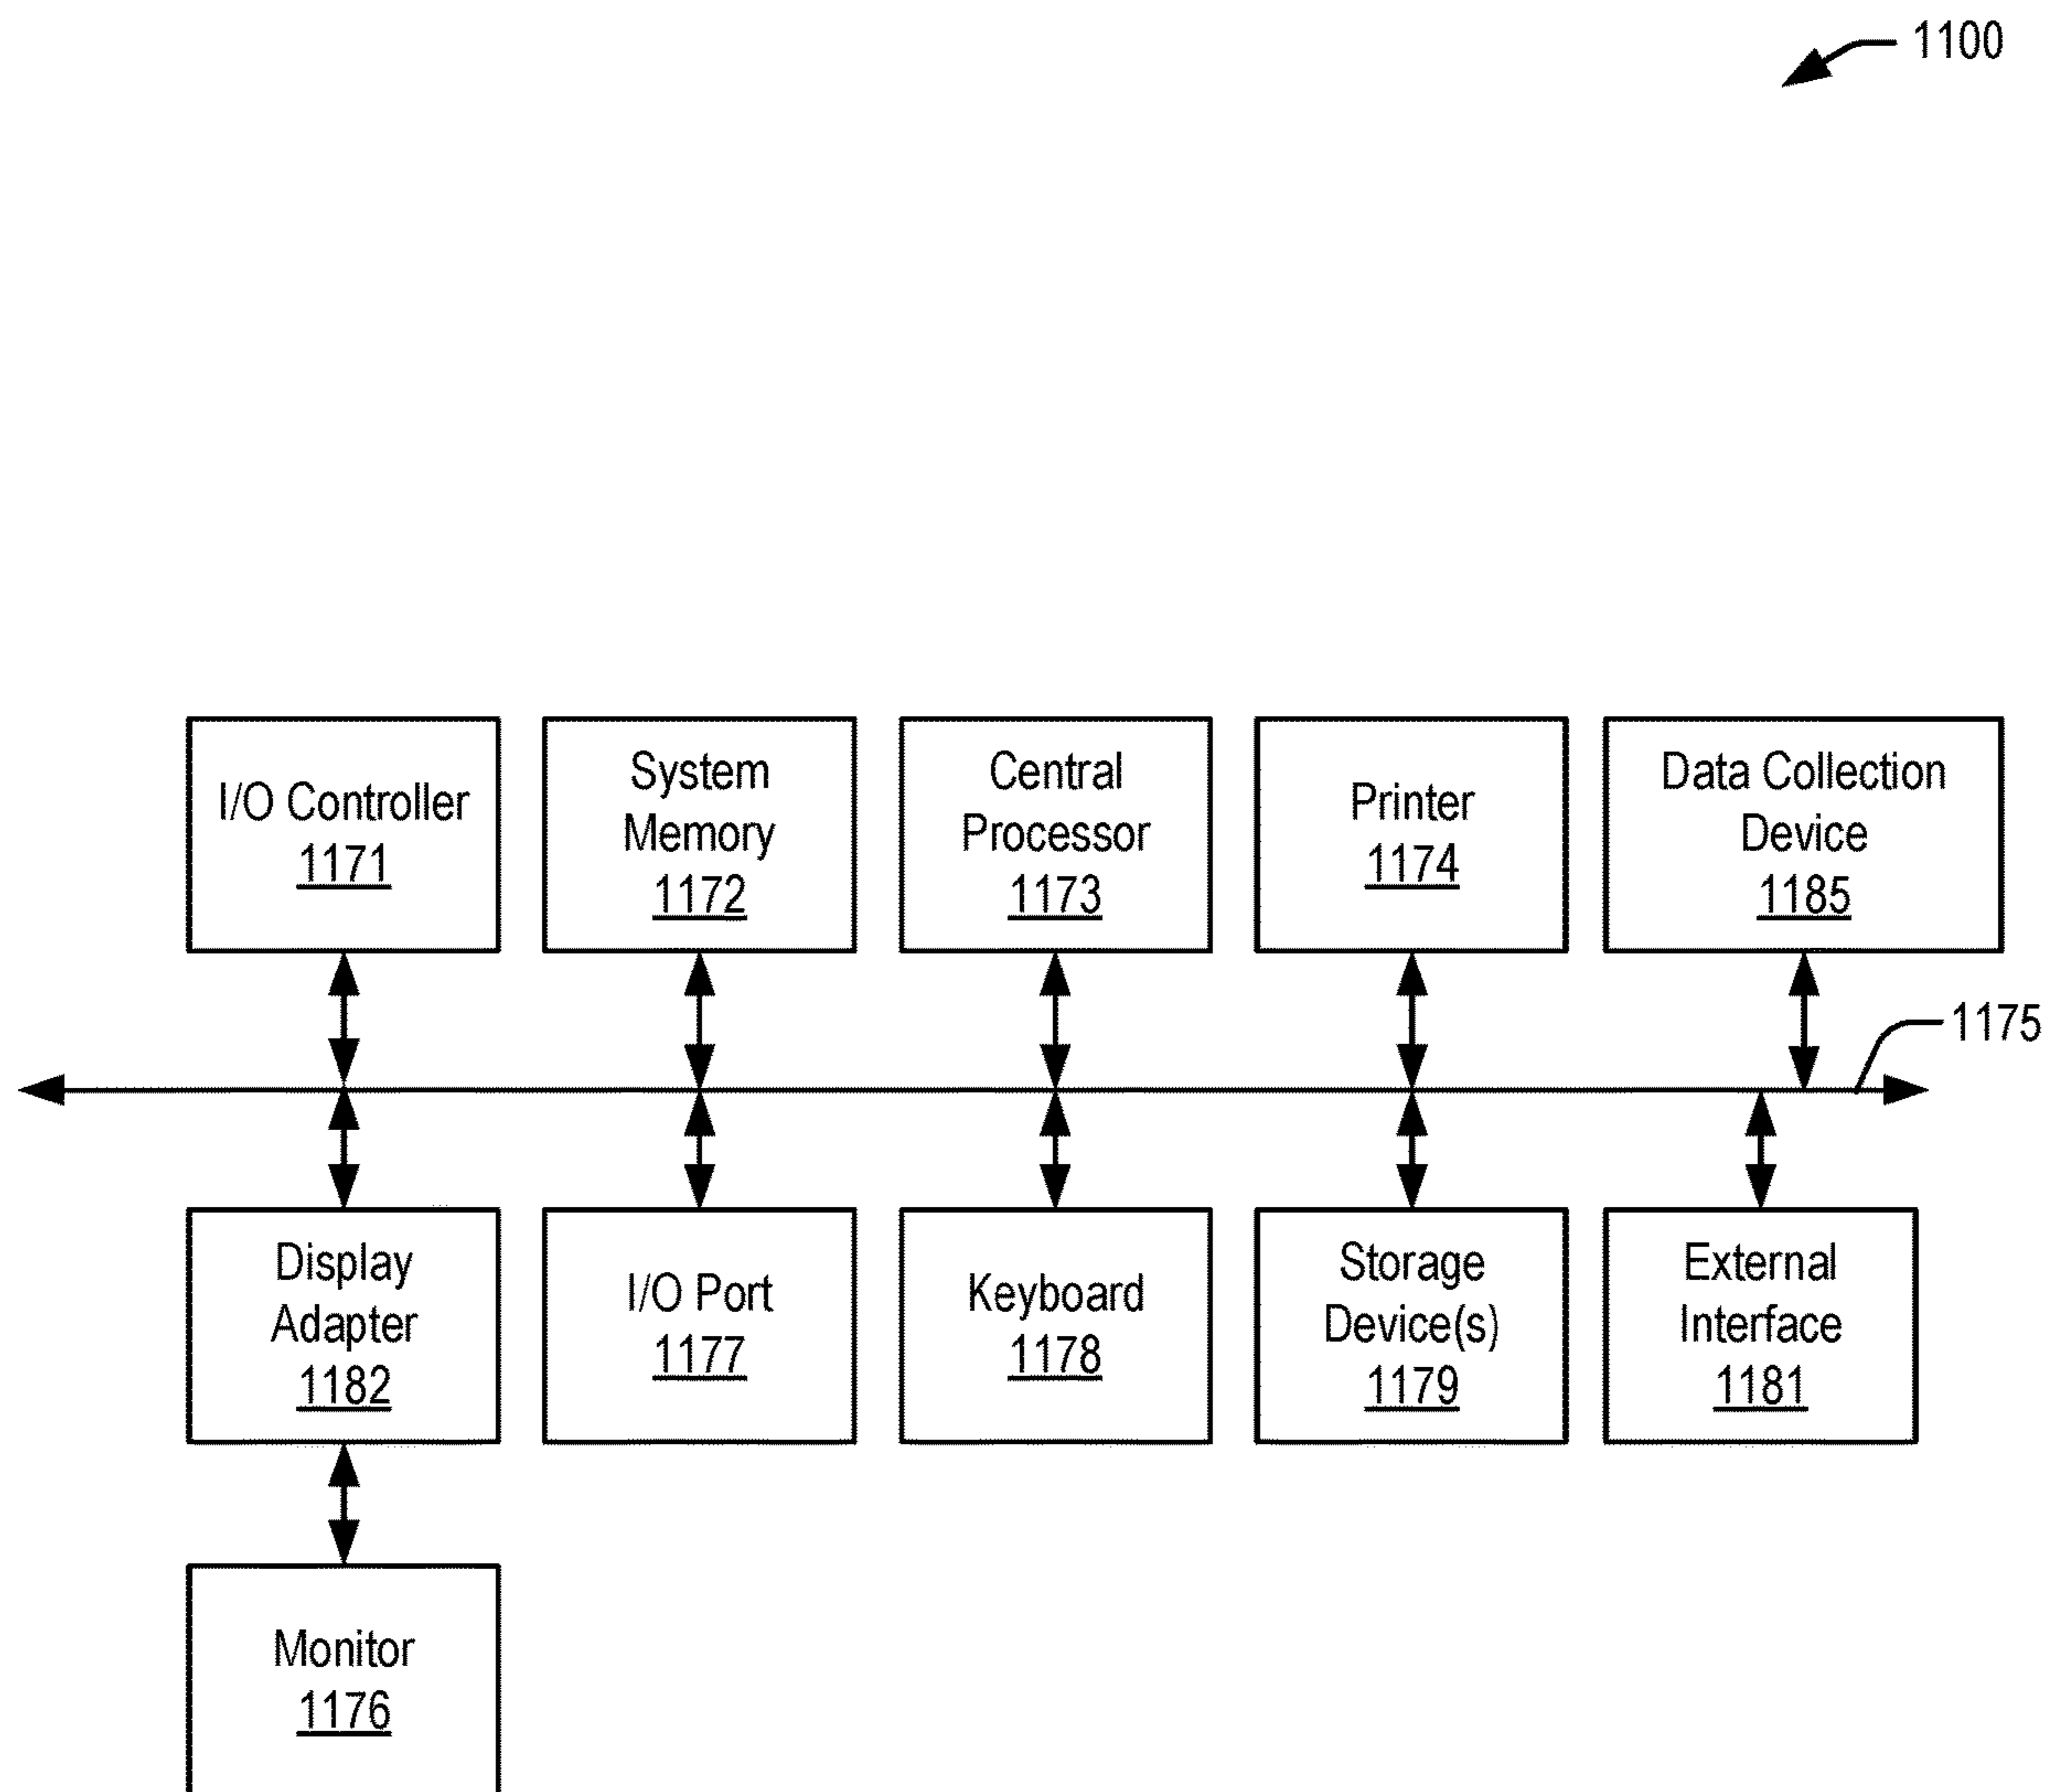 1100
I/O Controller
1171
System
Memory
1172
Central
Processor
1173
Printer
1174
Data Collection
Device
1185
1175
Display
Adapter
1182
I/O Port
1177
Keyboard
1178
Storage
Device(s)
1179
External
Interface
1181
Monitor
1176